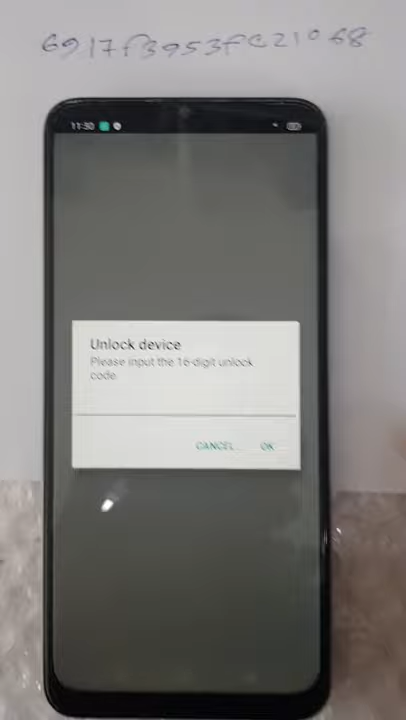 6917f3953fc21068
11:30
Unlock device
Please input the 16-digit unlock
code
CANCEL
OK